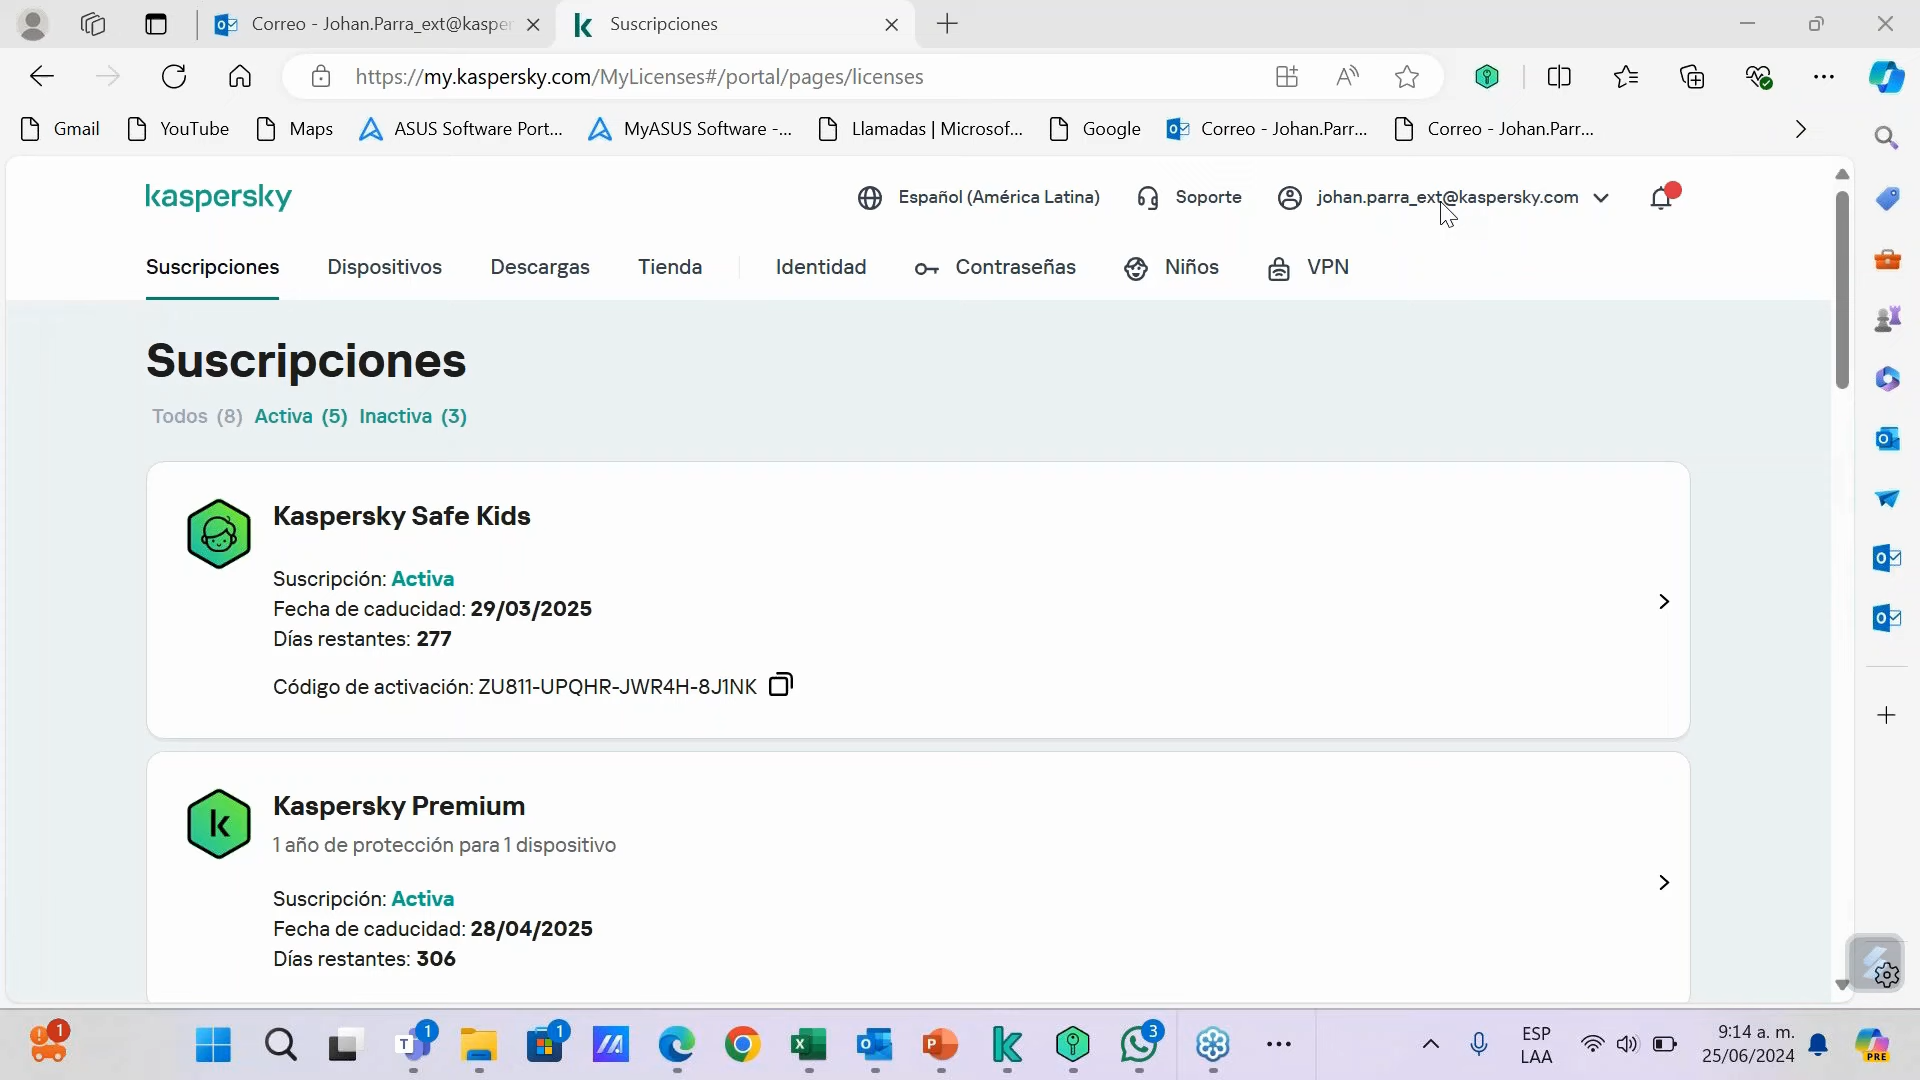 Correo - Johan.Parra_ext@kasper
Suscripciones
https://my.kaspersky.com/MyLicenses#/portal/pages/licenses
Gmail
YouTube
Maps
ASUS Software Port...
MyASUS Software -...
Llamadas | Microsof...
Google
Correo - Johan.Parr...
Correo - Johan.Parr...
kaspersky
Español (América Latina)
Soporte
johan.parra_ext@kaspersky.com
Suscripciones
Dispositivos
Descargas
Tienda
Identidad
Contraseñas
Niños
VPN
Suscripciones
Todos (8) Activa (5) Inactiva (3)
Kaspersky Safe Kids
Suscripción: Activa
Fecha de caducidad: 29/03/2025
Días restantes: 277
Código de activación: ZU811-UPQHR-JWR4H-8J1NK
Kaspersky Premium
1 año de protección para 1 dispositivo
Suscripción: Activa
Fecha de caducidad: 28/04/2025
Días restantes: 306
1
1
1
3
ESP
LAA
9:14 a. m.
25/06/2024
PRE